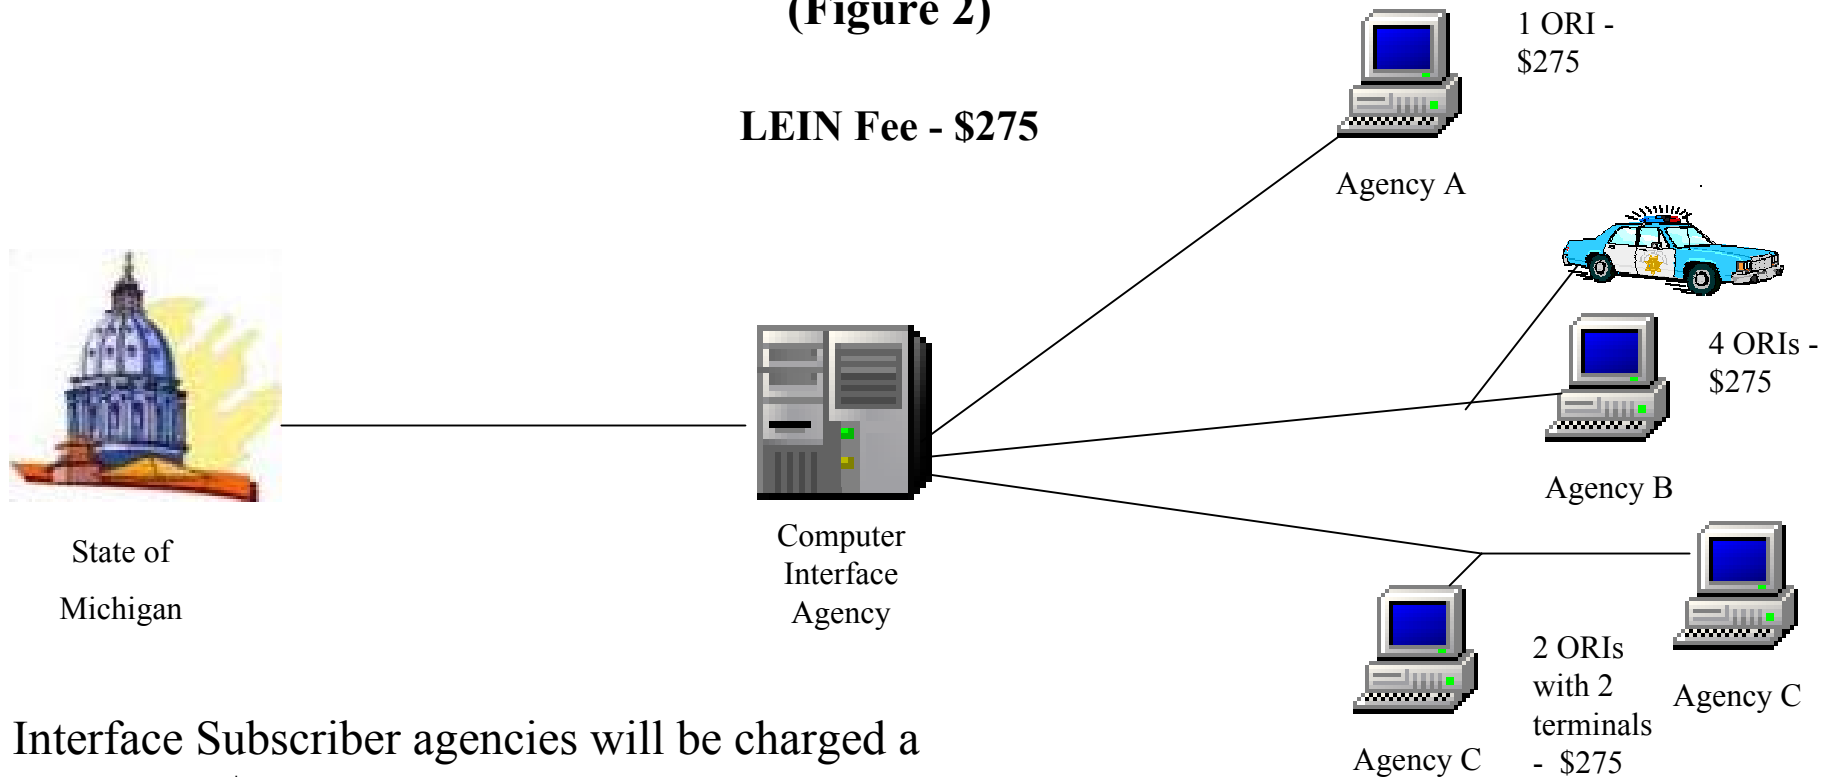 (Figure 2)
LEIN Fee - $275
1 ORI -
$275
Agency A
4 ORIs -
$275
Agency B
State of
Michigan
Computer
Interface
Agency
2 ORIs
with 2
terminals
- $275
Agency C
Agency C
Interface Subscriber agencies will be charged a